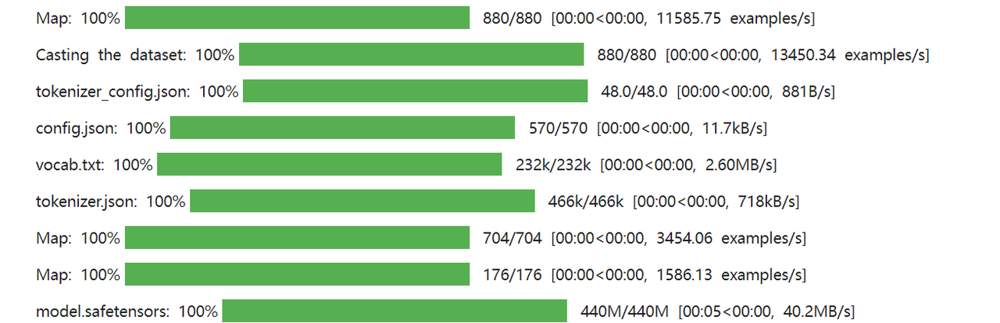 Map: 100% 880/880 [00:00<00:00, 11585.75 examples/s]
Casting the dataset: 100% 880/880 [00:00<00:00, 13450.34 examples/s]
tokenizer_config.json: 100% 48.0/48.0 [00:00<00:00, 881B/s]
config.json: 100% 570/570 [00:00<00:00, 11.7kB/s]
vocab.txt: 100% 232k/232k [00:00<00:00, 2.60MB/s]
tokenizer.json: 100% 466k/466k [00:00<00:00, 718kB/s]
Map: 100% 704/704 [00:00<00:00, 3454.06 examples/s]
Map: 100% 176/176 [00:00<00:00, 1586.13 examples/s]
model.safetensors: 100% 440M/440M [00:05<00:00, 40.2MB/s]